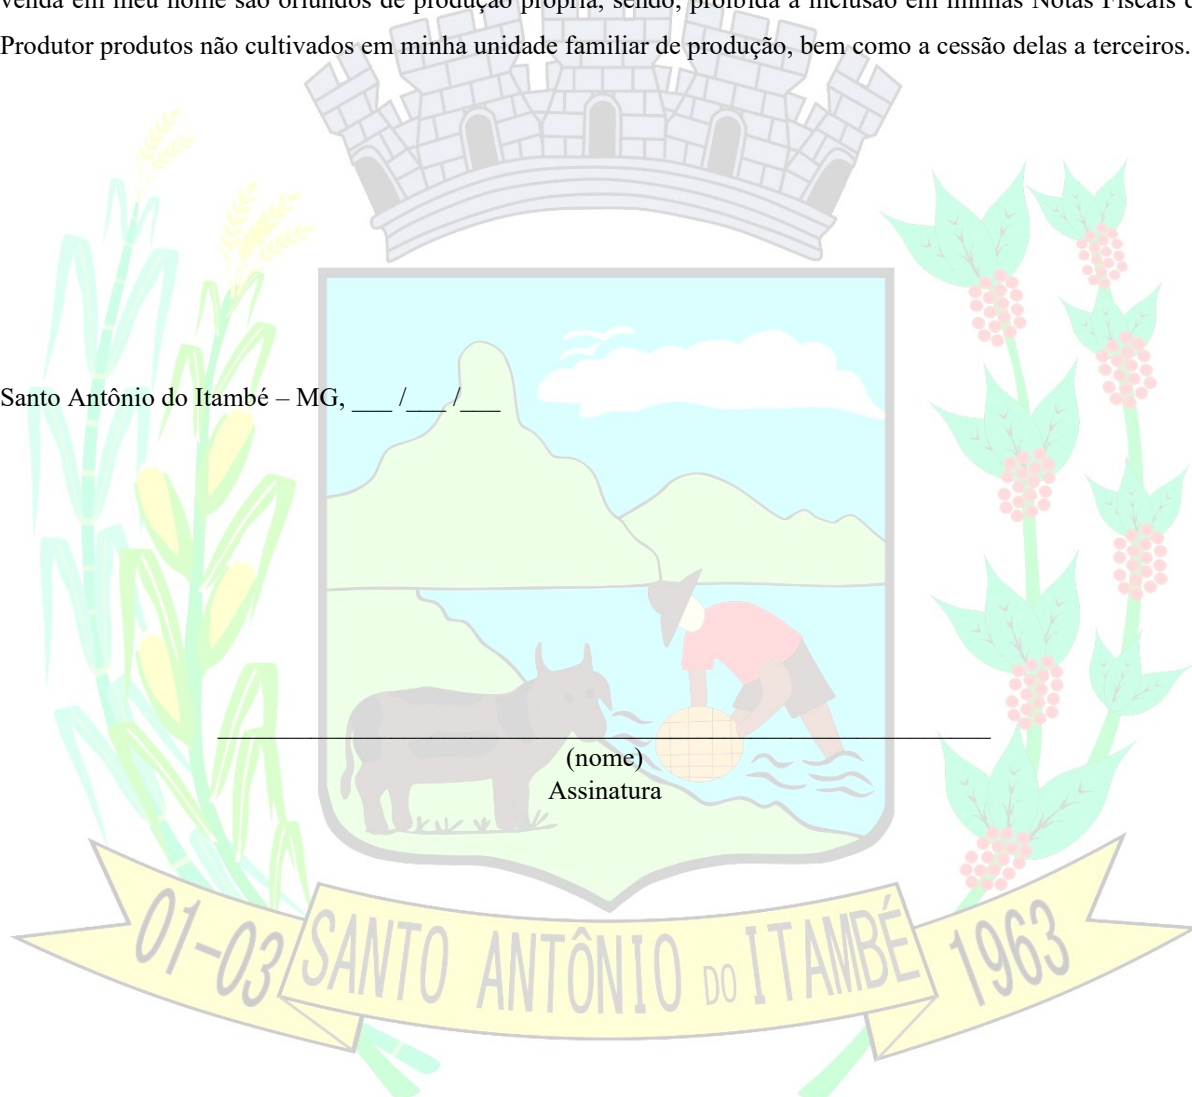 venda em meu nome são oriundos de produção própria, sendo, proibida a inclusão em minhas Notas Fiscais
Produtor produtos não cultivados em minha unidade familiar de produção, bem como a cessão delas a terceiros.
Santo Antônio do Itambé – MG, ___ /___ /___
(nome)
Assinatura
01-03 SANTO ANTÔNIO DO ITAMBÉ 1963